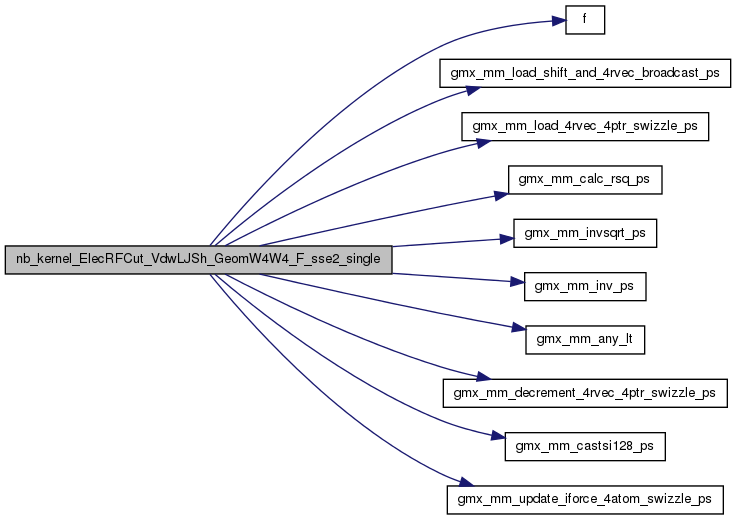 f
gmx_mm_load_shift_and_4rvec_broadcast_ps
gmx_mm_load_4rvec_4ptr_swizzle_ps
gmx_mm_calc_rsq_ps
gmx_mm_invsqrt_ps
nb_kernel_ElecRFCut_VdwLJSh_GeomW4W4_F_sse2_single
gmx_mm_inv_ps
gmx_mm_any_lt
gmx_mm_decrement_4rvec_4ptr_swizzle_ps
gmx_mm_castsi128_ps
gmx_mm_update_iforce_4atom_swizzle_ps